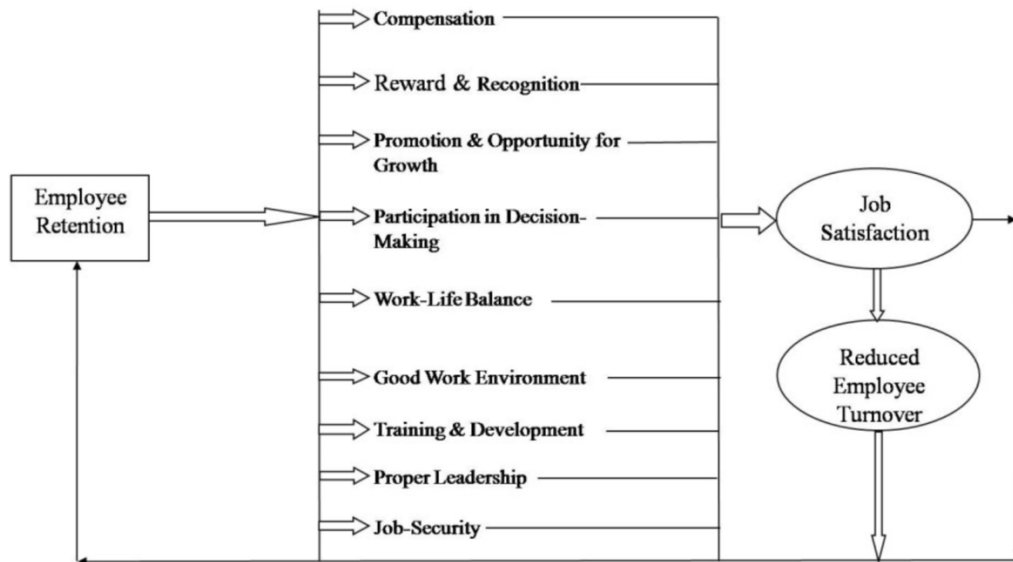 Compensation
Reward & Recognition
Promotion & Opportunity for
Growth
Employee
Retention
Participation in Decision-
Making
Job
Satisfaction
Work-Life Balance
Good Work Environment
Reduced
Employee
Turnover
Training & Development
Proper Leadership
Job-Security